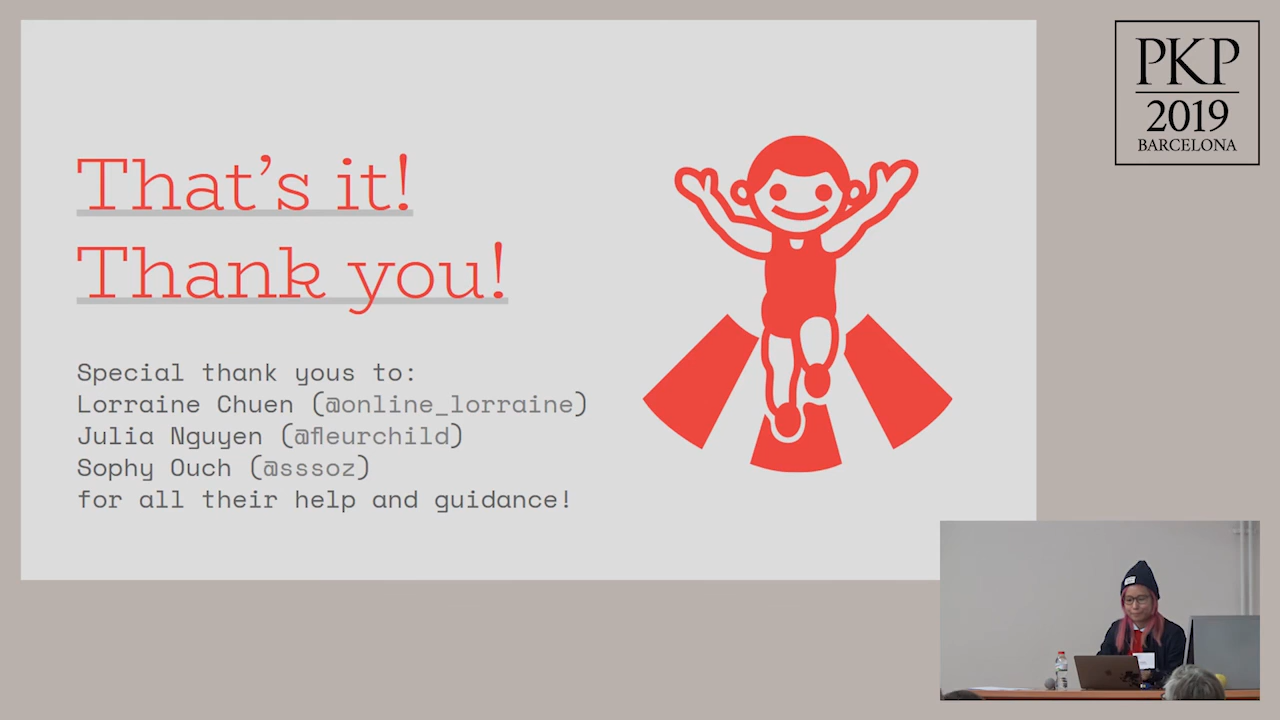 That's it!
Thank you!
Special thank yous to:
Lorraine Chuen (@online_lorraine)
Julia Nguyen (@fleurchild)
Sophy Ouch (@sssoz)
for all their help and guidance!
PKP
2019
BARCELONA